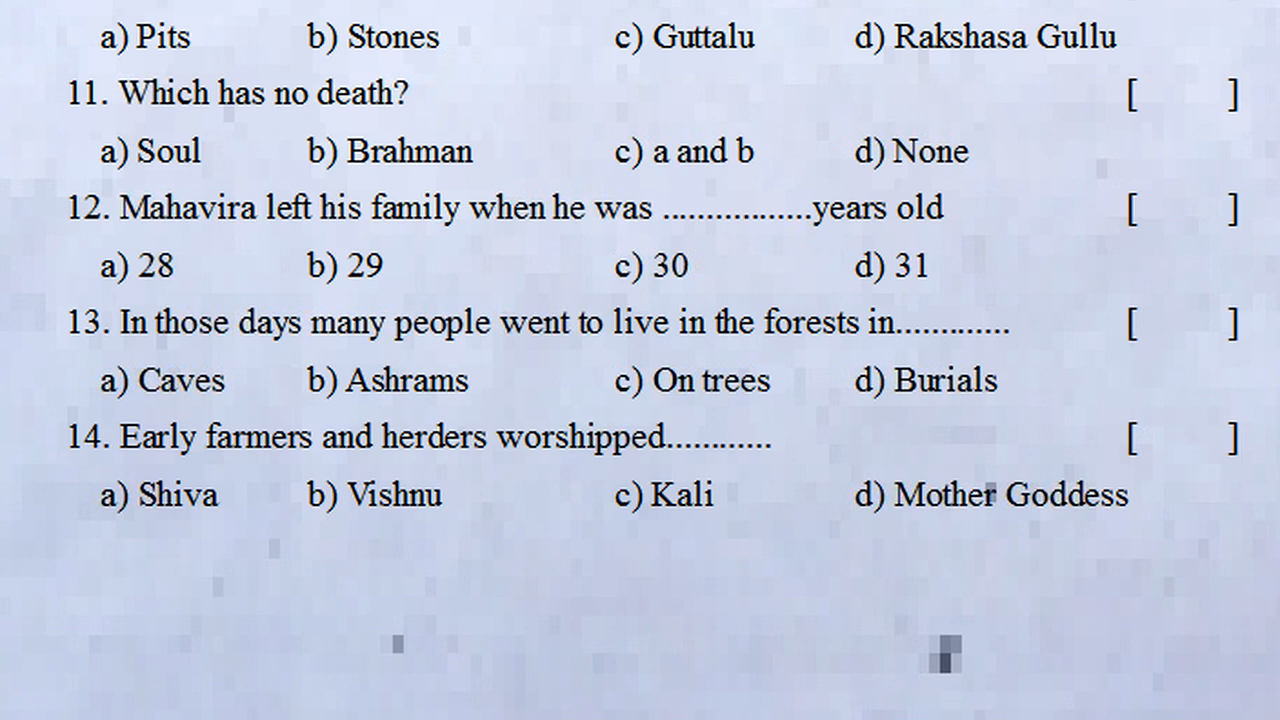 a) Pits b) Stones c) Guttalu d) Rakshasa Gullu
11. Which has no death? [ ]
a) Soul b) Brahman c) a and b d) None
12. Mahavira left his family when he was .................years old [ ]
a) 28 b) 29 c) 30 d) 31
13. In those days many people went to live in the forests in............. [ ]
a) Caves b) Ashrams c) On trees d) Burials
14. Early farmers and herders worshipped............ [ ]
a) Shiva b) Vishnu c) Kali d) Mother Goddess